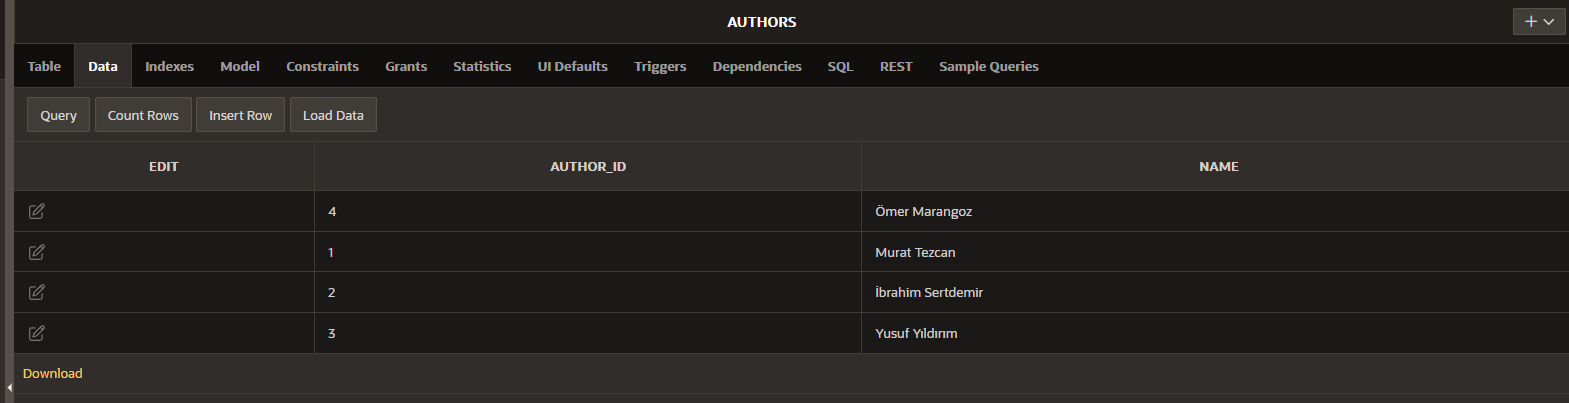 AUTHORS
Table Data Indexes Model Constraints Grants Statistics UI Defaults Triggers Dependencies SQL REST Sample Queries
Query Count Rows Insert Row Load Data
EDIT AUTHOR_ID NAME
4 Ömer Marangoz
1 Murat Tezcan
2 İbrahim Sertdemir
3 Yusuf Yıldırım
Download